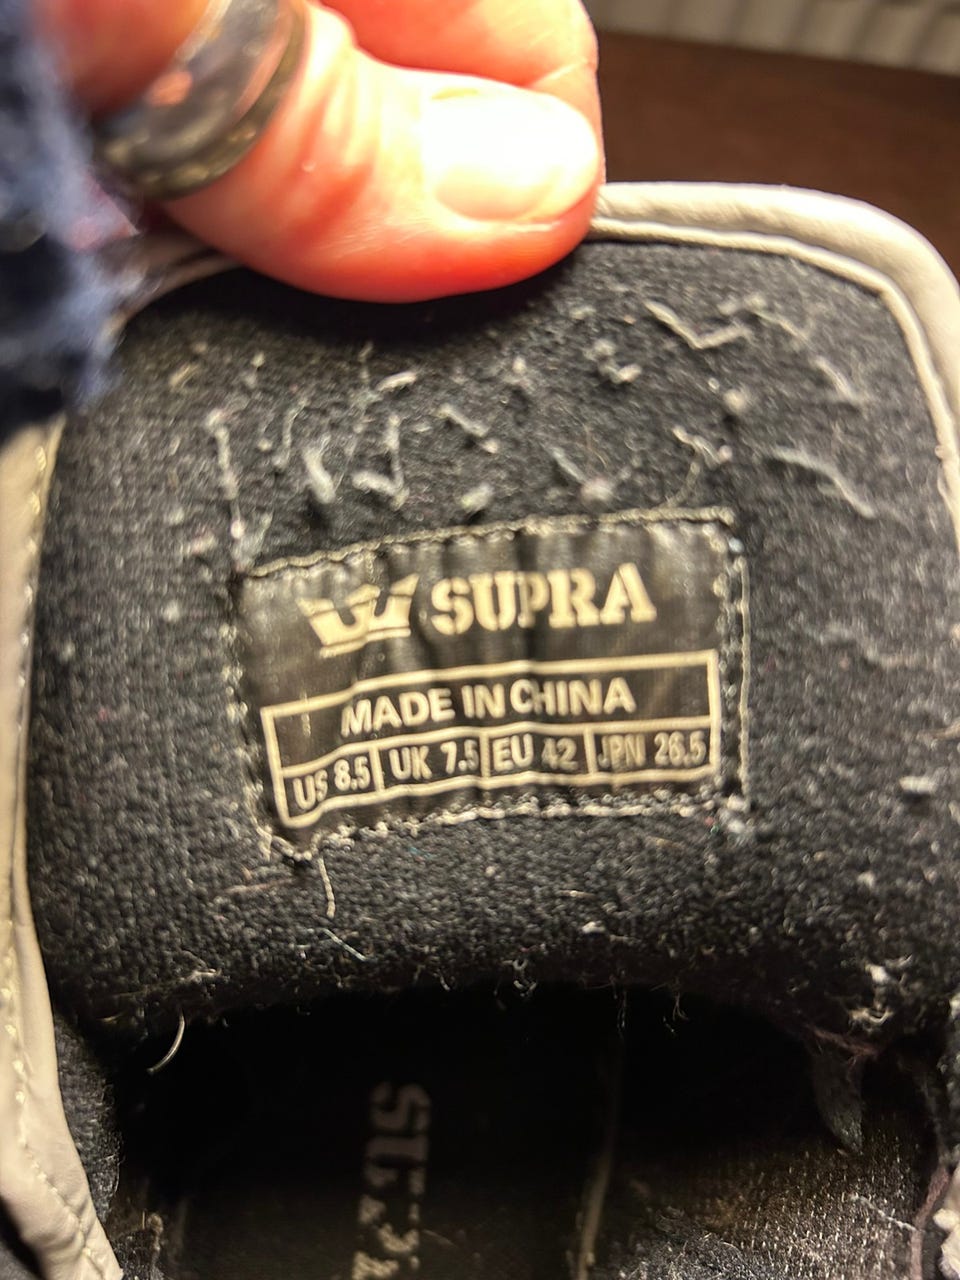 SUPRA
MADE IN CHINA
US 8.5 UK 7.5 EU 42 JPN 26.5